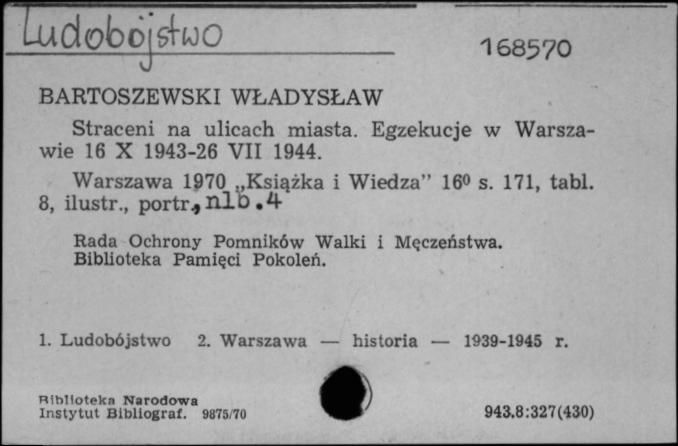 Ludobójstwo
168570
BARTOSZEWSKI WŁADYSŁAW
Straceni na ulicach miasta. Egzekucje w Warsza-
wie 16 X 1943-26 VII 1944.
Warszawa 1970 „Książka i Wiedza” 16⁰ s. 171, tabl.
8, ilustr., portr., nlb.4
Rada Ochrony Pomników Walki i Męczeństwa.
Biblioteka Pamięci Pokoleń.
1. Ludobójstwo 2. Warszawa — historia — 1939-1945 r.
Biblioteka Narodowa
Instytut Bibliograf. 9875/70
943.8:327(430)